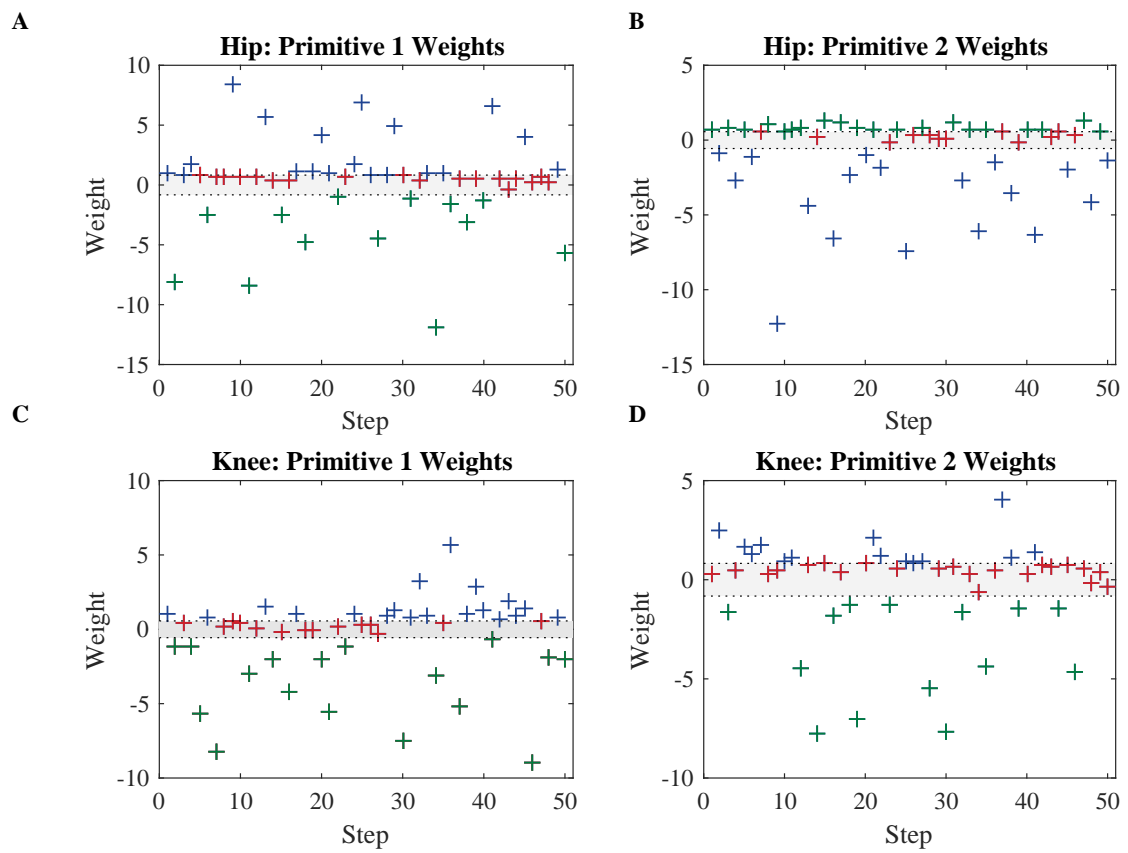 A
Hip: Primitive 1 Weights
10
5
0
-5
-10
-15
Weight
0 10 20 30 40 50
Step
B
Hip: Primitive 2 Weights
5
0
-5
-10
-15
Weight
0 10 20 30 40 50
Step
C
Knee: Primitive 1 Weights
10
5
0
-5
-10
Weight
0 10 20 30 40 50
Step
D
Knee: Primitive 2 Weights
5
0
-5
-10
Weight
0 10 20 30 40 50
Step